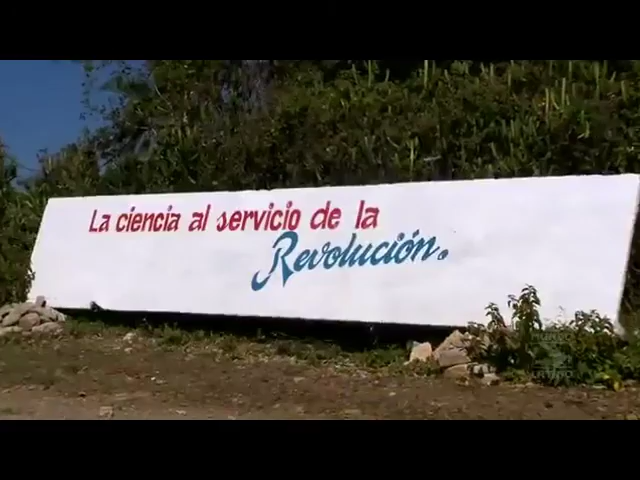 La ciencia al servicio de la
Revolución.